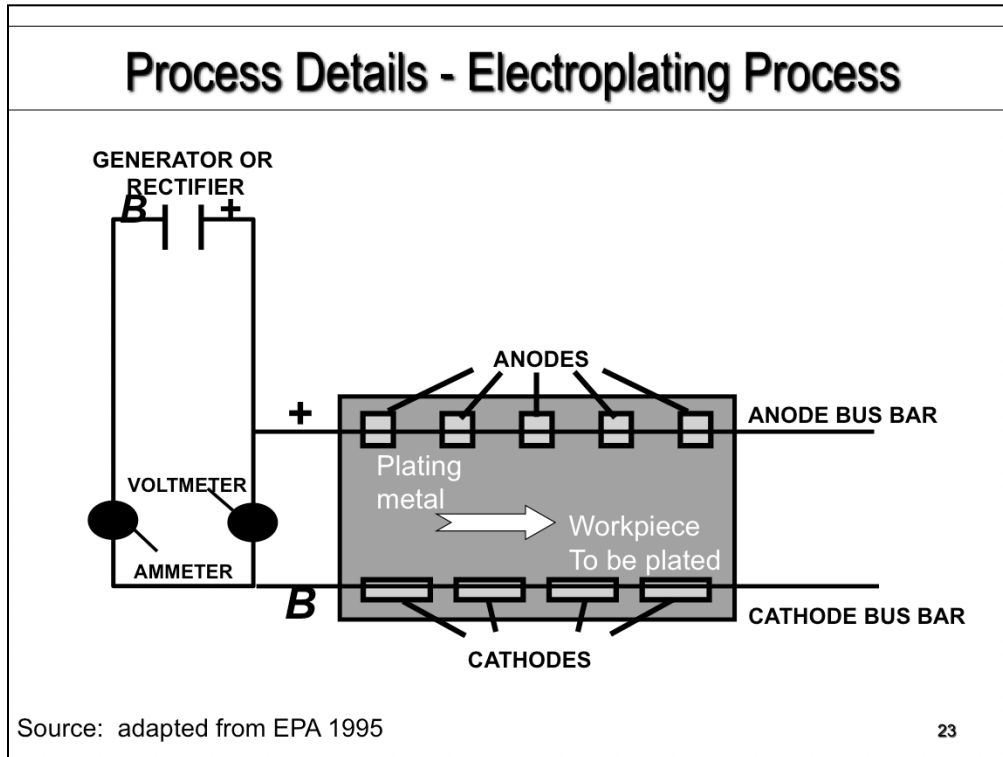 Process Details - Electroplating Process
GENERATOR OR
RECTIFIER
B
+
ANODES
+
ANODE BUS BAR
Plating
metal
VOLTMETER
Workpiece
To be plated
AMMETER
B
CATHODE BUS BAR
CATHODES
Source: adapted from EPA 1995
23